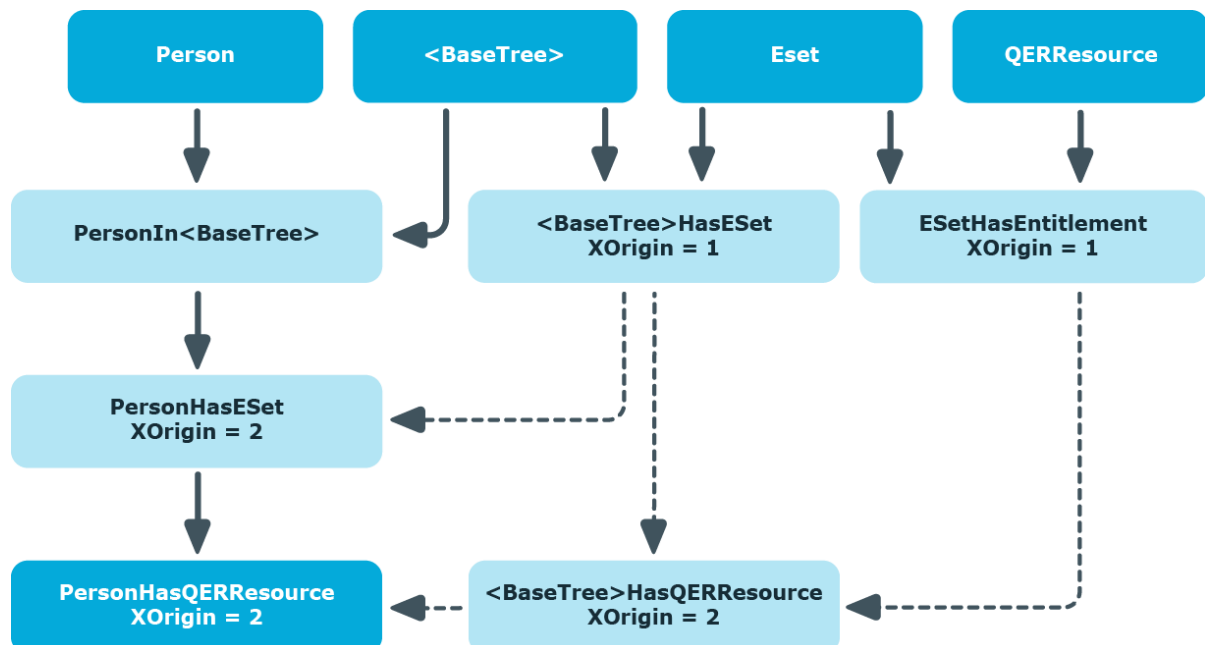 Person
<BaseTree>
Eset
QERResource
PersonIn<BaseTree>
<BaseTree>HasESet
XOrigin = 1
ESetHasEntitlement
XOrigin = 1
PersonHasESet
XOrigin = 2
PersonHasQERResource
XOrigin = 2
<BaseTree>HasQERResource
XOrigin = 2